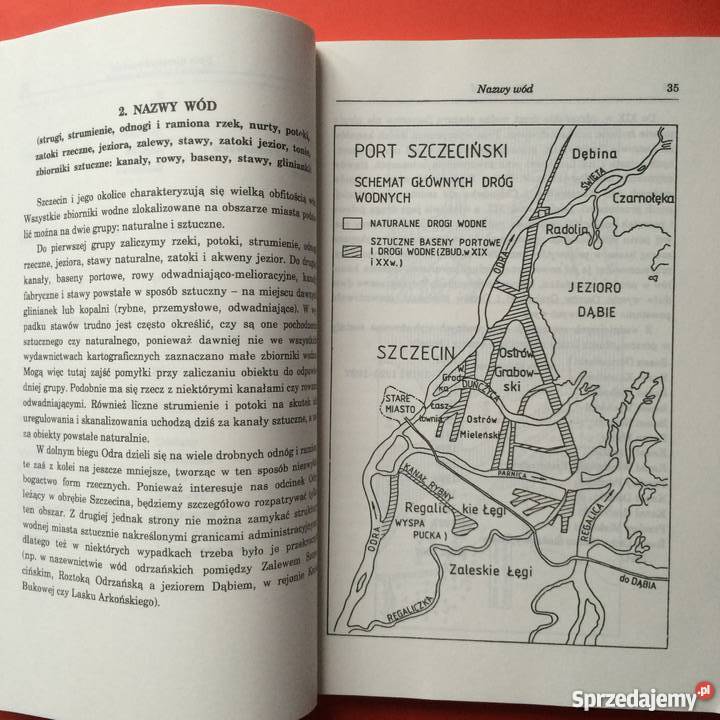 2. NAZWY WÓD
(strugi, strumienie, odnogi i ramiona rzek, nurty, potoki,
zatoki rzeczne, jeziora, zalewy, stawy, zatoki jezior, tonie,
zbiorniki sztuczne: kanały, rowy, baseny, stawy, glinianki
Szczecin i jego okolice charakteryzują się wielką obfitością
Wszystkie zbiorniki wodne zlokalizowane na obszarze miasta
lić można na dwie grupy: naturalne i sztuczne.
Do pierwszej grupy zaliczymy rzeki, potoki, strumienie,
rzeczne, jeziora, stawy naturalne, zatoki i akweny jezior. Do
kanały, baseny portowe, rowy odwadniająco-melioracyjne,
fabryczne i stawy powstałe w sposób sztuczny – na miejscu
glinianek lub kopalni (rybne, przemysłowe, odwadniające). W
padku stawów trudno jest często określić, czy są one
sztucznego czy naturalnego, ponieważ dawniej nie we
wydawnictwach kartograficznych zaznaczano małe zbiorniki
Mogą więc tutaj zajść pomyłki przy zaliczaniu obiektu do
dniej grupy. Podobnie ma się rzecz z niektórymi kanałami czy
odwadniającymi. Również liczne strumienie i potoki na skutek
uregulowania i skanalizowania uchodzą dziś za kanały sztuczne, a
za obiekty powstałe naturalnie.
W dolnym biegu Odra dzieli się na wiele drobnych odnóg i
te zaś z kolei na jeszcze mniejsze, tworząc w ten sposób
bogactwo form rzecznych. Ponieważ interesuje nas odcinek
leżący w obrębie Szczecina, będziemy szczegółowo rozpatrywać
ten obszar. Z drugiej jednak strony nie można zamykać
wodnej miasta sztucznie nakreślonymi granicami
dlatego też w niektórych wypadkach trzeba było je
(np. w nazewnictwie wód odrzańskich pomiędzy Zalewem
cińskim, Roztoką Odrzańską a jeziorem Dąbiem, w rejonie
Bukowej czy Lasku Arkońskiego).
Nazwy wód 35
PORT SZCZECIŃSKI
SCHEMAT GŁÓWNYCH DRÓG
WODNYCH
NATURALNE DROGI WODNE
SZTUCZNE BASENY PORTOWE
I DROGI WODNE(ZBUD.W XIX
i XXw.)
Dębina
ŚWIĘTA
Czarnołęka
Radolin
ODRA
JEZIORO
DĄBIE
SZCZECIN
Ostrów
Grabow-
ski
W.
Grodz-
ka
DUŃCZYCA
STARE
MIASTO
Łasz-
townia
Ostrów
Mieleński
PARNICA
KANAŁ RYBNY
Regalic kie Łęgi
WYSPA
PUCKA)
REGALICA
ODRA
Zaleskie Łęgi
do DĄBIA
REGALICZKA
Sprzedajemy.pl